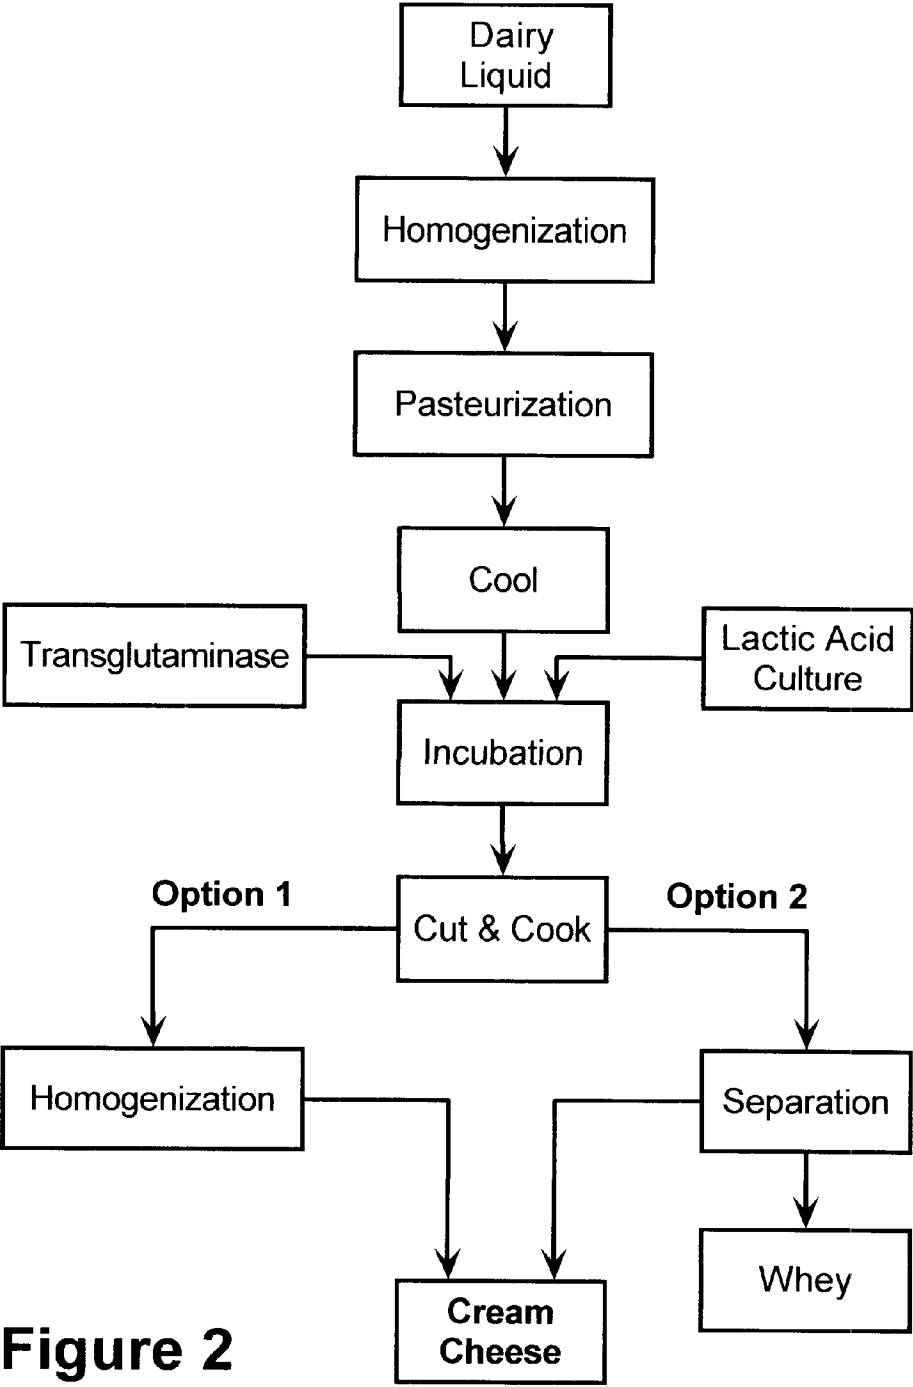 Dairy
Liquid
Homogenization
Pasteurization
Cool
Transglutaminase
Lactic Acid
Culture
Incubation
Option 1
Option 2
Cut & Cook
Homogenization
Separation
Whey
Cream
Cheese
Figure 2